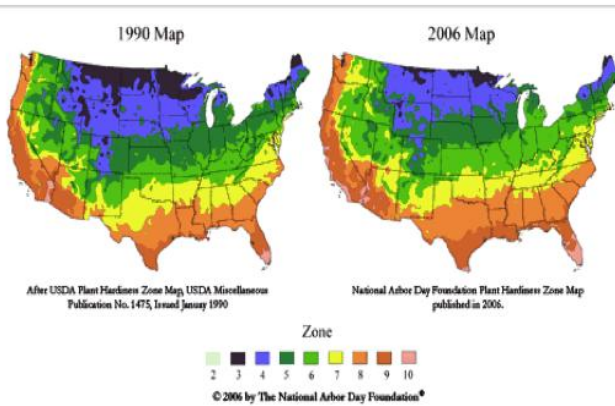 1990 Map
2006 Map
After USDA Plant Hardiness Zone Map, USDA Miscellaneous
Publication No. 1475, Issued January 1990
National Arbor Day Foundation Plant Hardiness Zone Map
published in 2006.
Zone
2 3 4 5 6 7 8 9 10
© 2006 by The National Arbor Day Foundation®